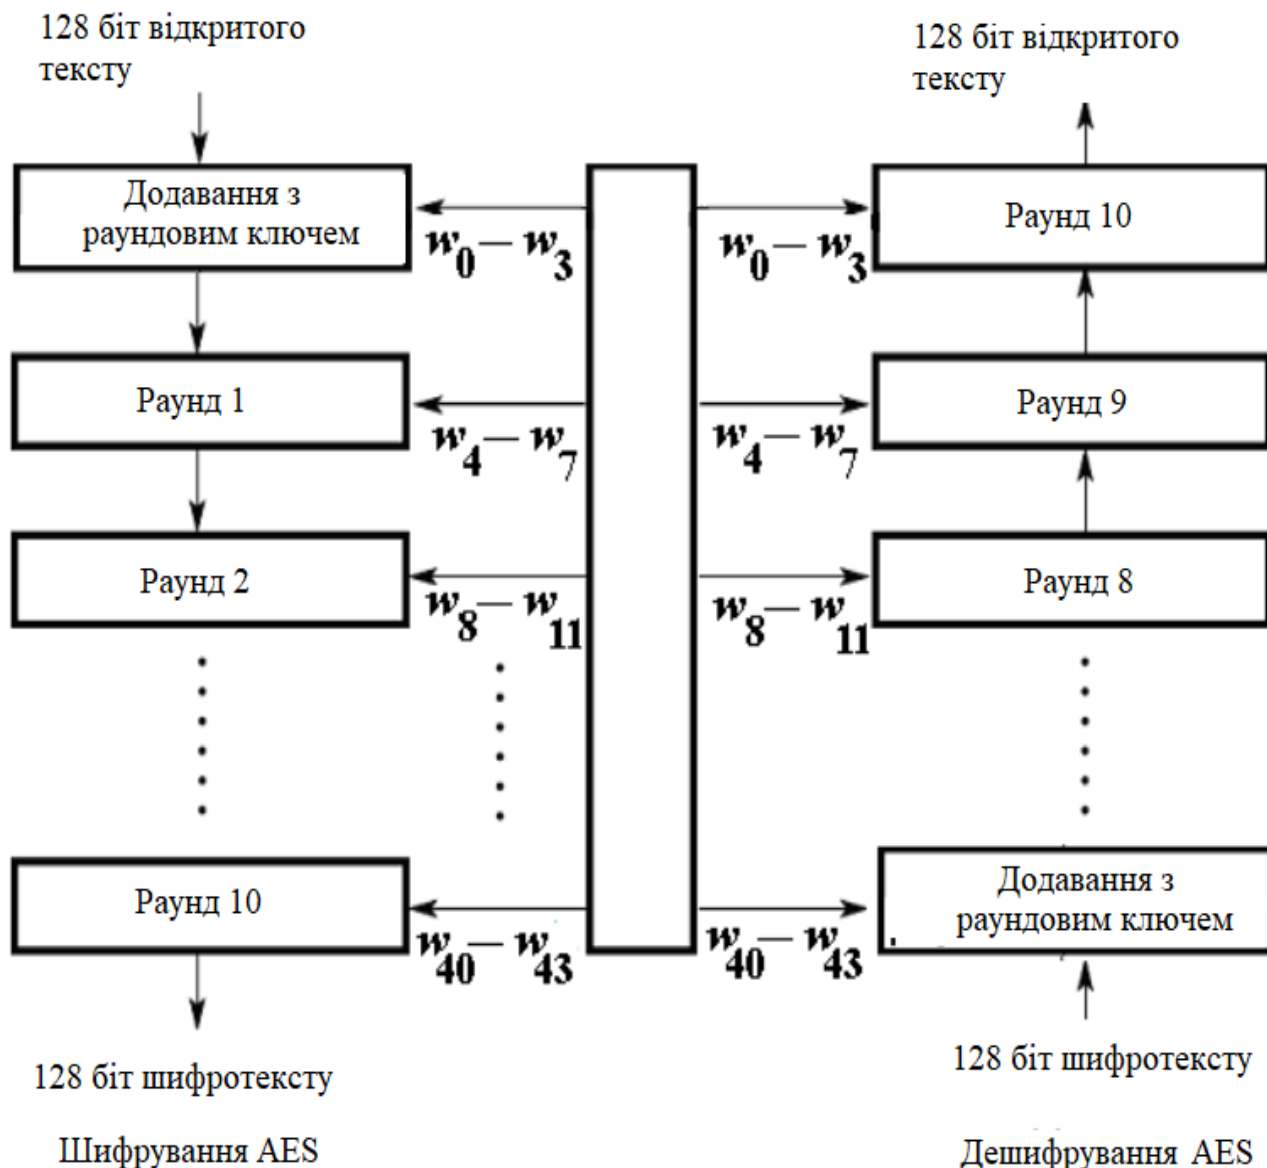 128 біт відкритого
тексту
128 біт відкритого
тексту
Додавання з
раундовим ключем
w0 — w3
w0 — w3
Раунд 10
Раунд 1
w4 — w7
w4 — w7
Раунд 9
Раунд 2
w8 — w11
w8 — w11
Раунд 8
Раунд 10
w40 — w43
w40 — w43
Додавання з
раундовим ключем
128 біт шифротексту
128 біт шифротексту
Шифрування AES
Дешифрування AES